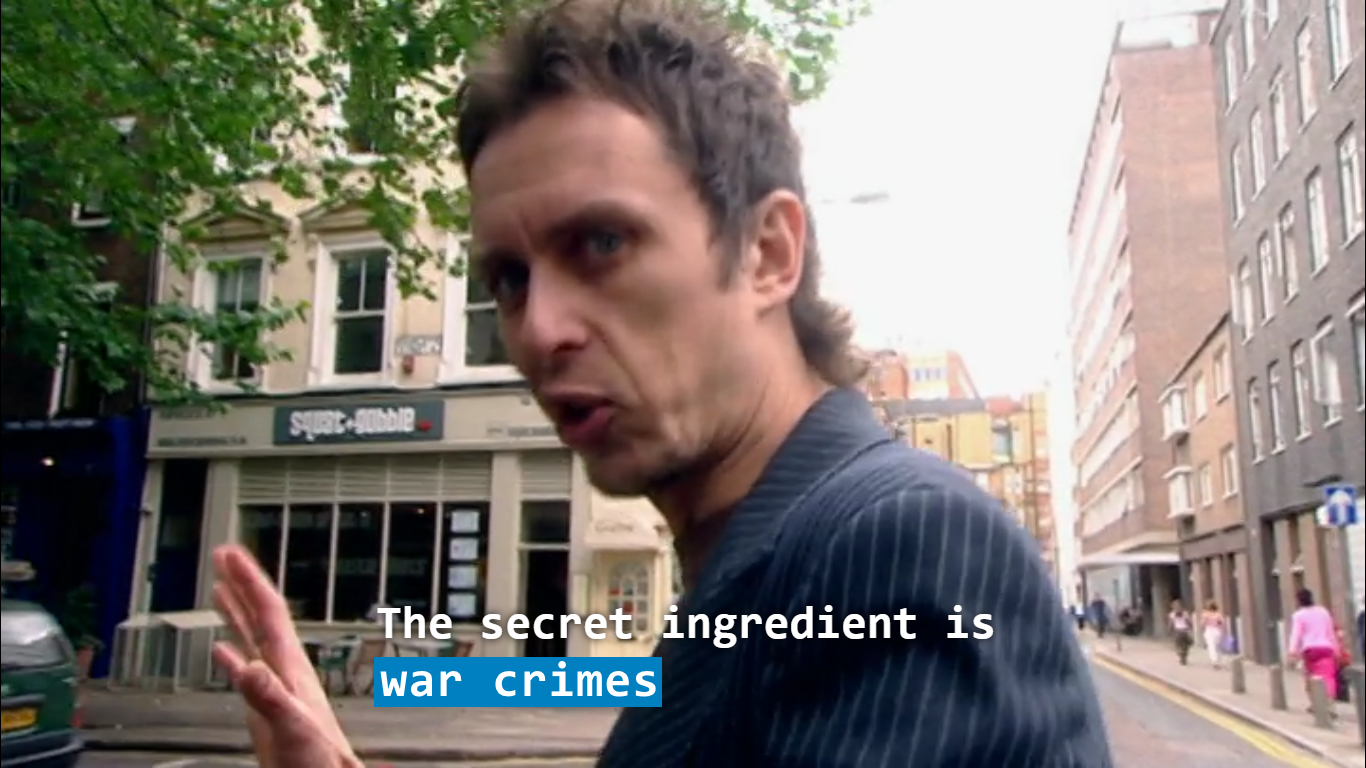 squat+gobble
The secret ingredient is
war crimes